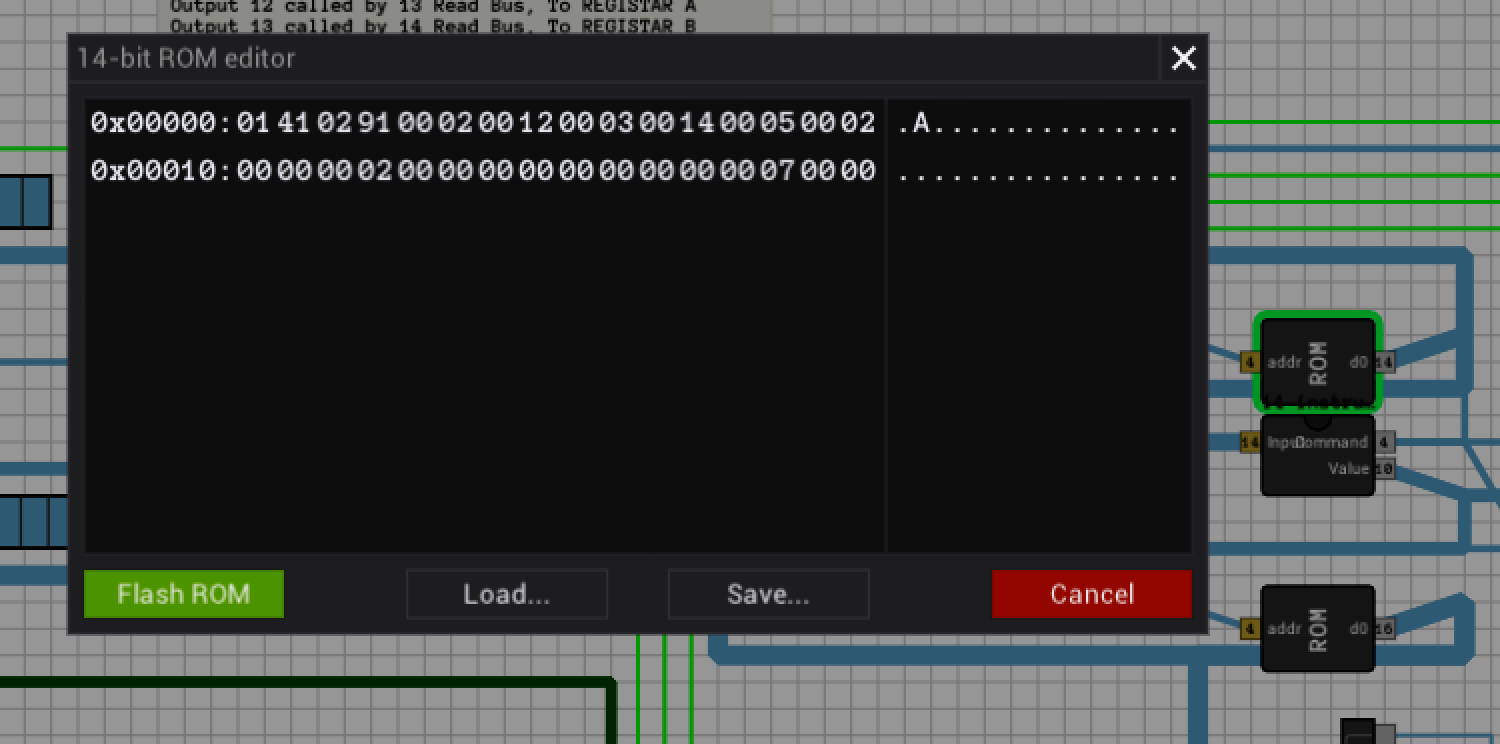 Output 12 called by 13 Read Bus, To REGISTAR A
Output 13 called by 14 Read Bus, To REGISTAR B
14-bit ROM editor
0x00000: 01 41 02 91 00 02 00 12 00 03 00 14 00 05 00 02 .A..............
0x00010: 00 00 00 02 00 00 00 00 00 00 00 00 00 07 00 00 ................
Flash ROM Load... Save... Cancel
4 addr ROM d0 14
14 Command 4
Value 10
4 addr ROM d0 16